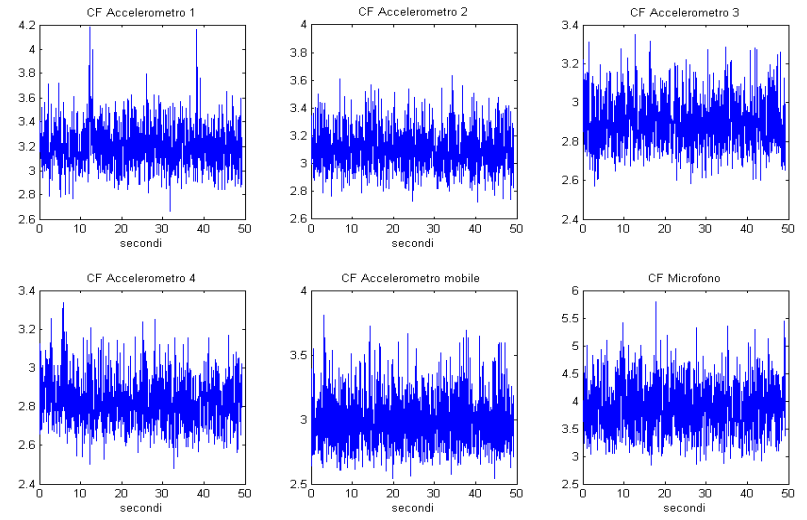 CF Accelerometro 1
4.2
4
3.8
3.6
3.4
3.2
3
2.8
2.6
0 10 20 30 40 50
secondi
CF Accelerometro 2
4
3.8
3.6
3.4
3.2
3
2.8
2.6
0 10 20 30 40 50
secondi
CF Accelerometro 3
3.4
3.2
3
2.8
2.6
2.4
0 10 20 30 40 50
secondi
CF Accelerometro 4
3.4
3.2
3
2.8
2.6
2.4
0 10 20 30 40 50
secondi
CF Accelerometro mobile
4
3.5
3
2.5
0 10 20 30 40 50
secondi
CF Microfono
6
5.5
5
4.5
4
3.5
3
2.5
0 10 20 30 40 50
secondi